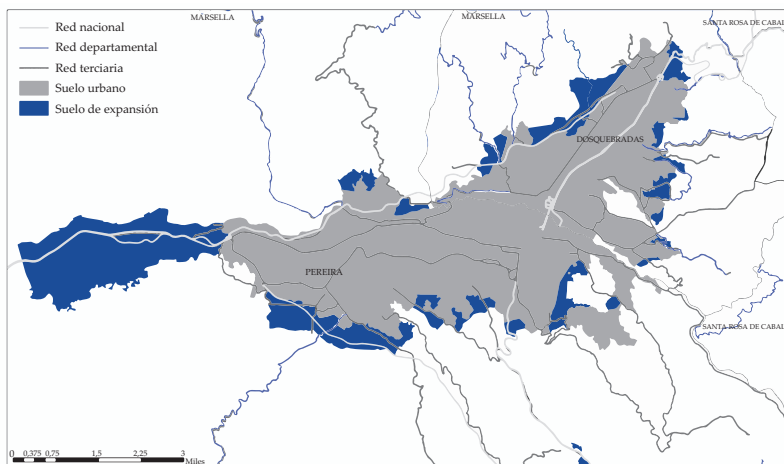 MARSELLA
MARSELLA
SANTA ROSA DE CABAL
Red nacional
Red departamental
Red terciaria
Suelo urbano
Suelo de expansión
DOSQUEBRADAS
PEREIRA
SANTA ROSA DE CABAL
0 0,375 0,75 1,5 2,25 3
Miles